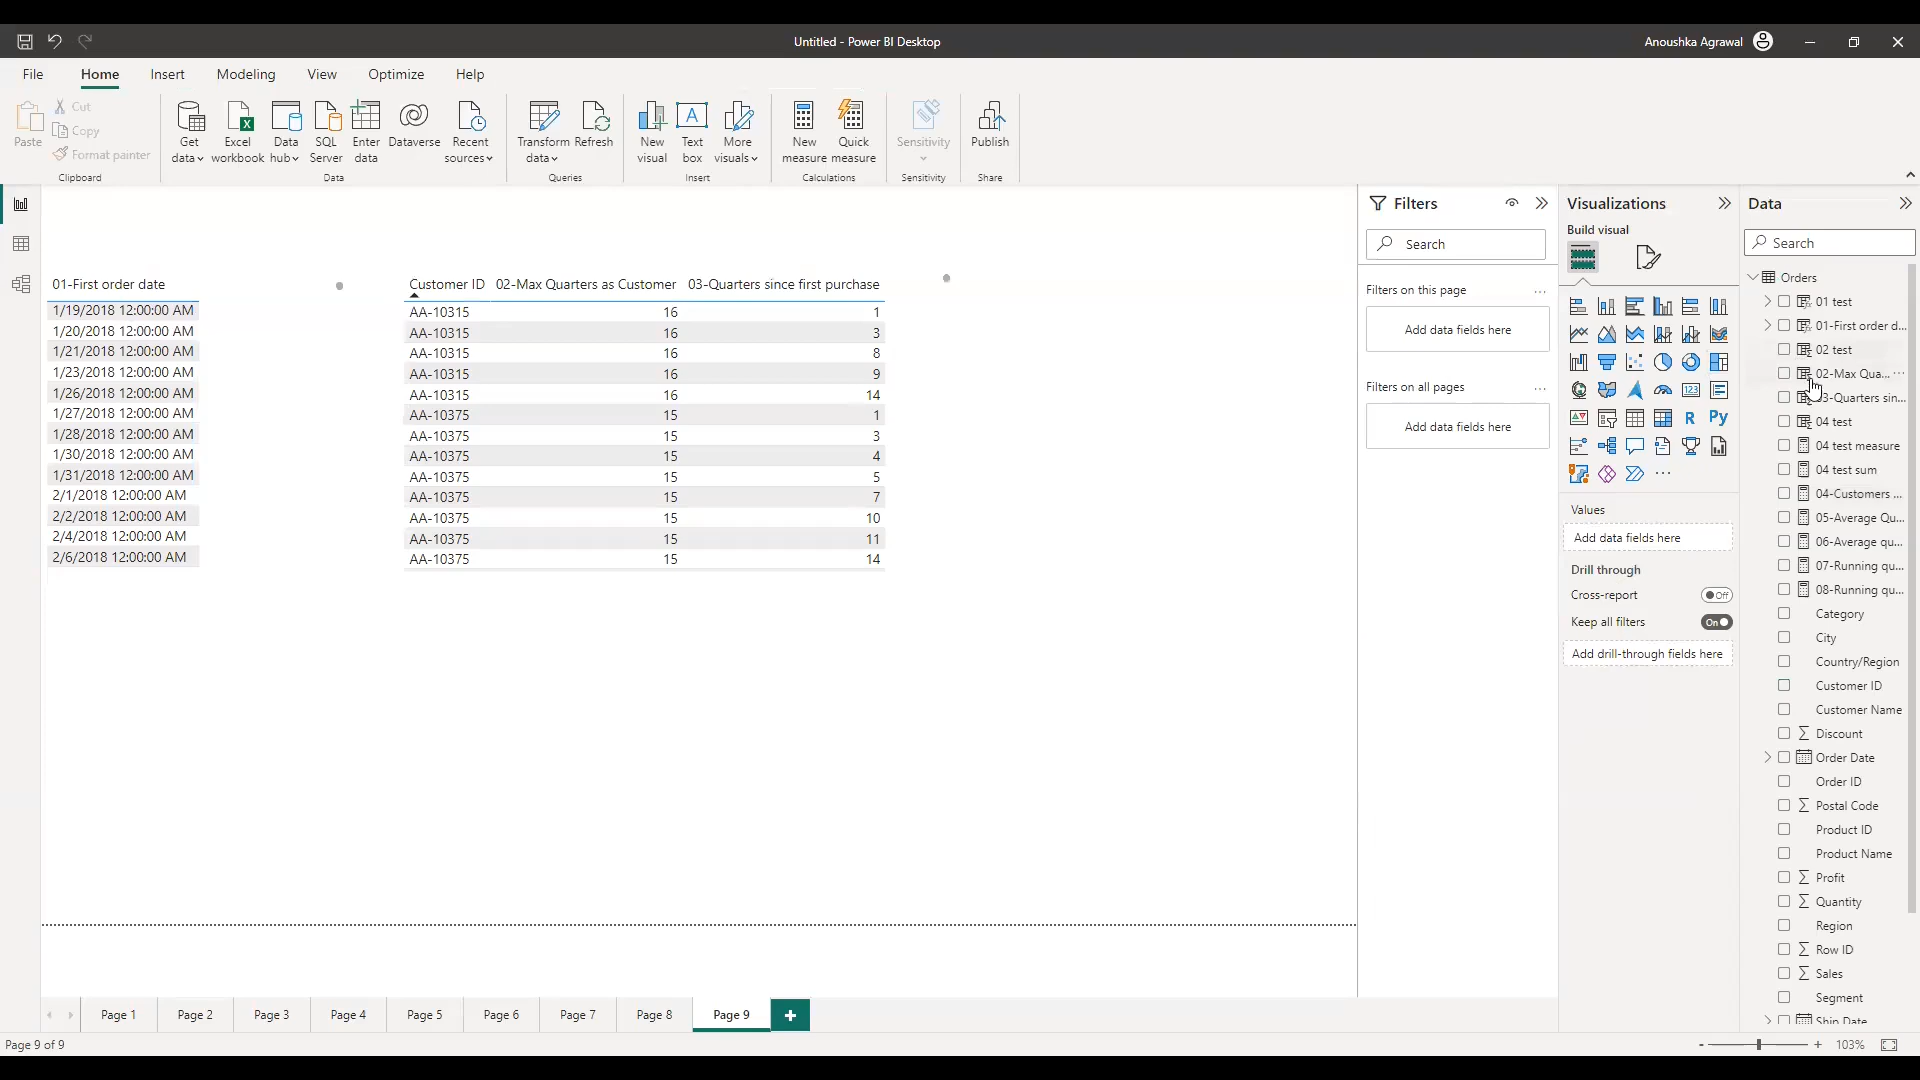 Untitled - Power BI Desktop
Anoushka Agrawal
File Home Insert Modeling View Optimize Help
Paste
Cut
Copy
Format painter
Clipboard
Get data
Excel workbook
Data hub
SQL Server
Enter data
Dataverse
Recent sources
Data
Transform data
Refresh
Queries
New visual
A
Text box
More visuals
Insert
New measure
Quick measure
Calculations
Sensitivity
Sensitivity
Publish
Share
01-First order date
1/19/2018 12:00:00 AM
1/20/2018 12:00:00 AM
1/21/2018 12:00:00 AM
1/23/2018 12:00:00 AM
1/26/2018 12:00:00 AM
1/27/2018 12:00:00 AM
1/28/2018 12:00:00 AM
1/30/2018 12:00:00 AM
1/31/2018 12:00:00 AM
2/1/2018 12:00:00 AM
2/2/2018 12:00:00 AM
2/4/2018 12:00:00 AM
2/6/2018 12:00:00 AM
Customer ID 02-Max Quarters as Customer 03-Quarters since first purchase
AA-10315 16 1
AA-10315 16 3
AA-10315 16 8
AA-10315 16 9
AA-10315 16 14
AA-10375 15 1
AA-10375 15 3
AA-10375 15 4
AA-10375 15 5
AA-10375 15 7
AA-10375 15 10
AA-10375 15 11
AA-10375 15 14
Filters
Search
Filters on this page ...
Add data fields here
Filters on all pages ...
Add data fields here
Visualizations
Build visual
123
R
Py
...
Values
Add data fields here
Drill through
Cross-report Off
Keep all filters On
Add drill-through fields here
Data
Search
Orders
01 test
01-First order d...
02 test
02-Max Qua... ...
03-Quarters sin...
04 test
04 test measure
04 test sum
04-Customers ...
05-Average Qu...
06-Average qu...
07-Running qu...
08-Running qu...
Category
City
Country/Region
Customer ID
Customer Name
Discount
Order Date
Order ID
Postal Code
Product ID
Product Name
Profit
Quantity
Region
Row ID
Sales
Segment
Ship Date
Page 1 Page 2 Page 3 Page 4 Page 5 Page 6 Page 7 Page 8 Page 9 +
Page 9 of 9
- + 103%